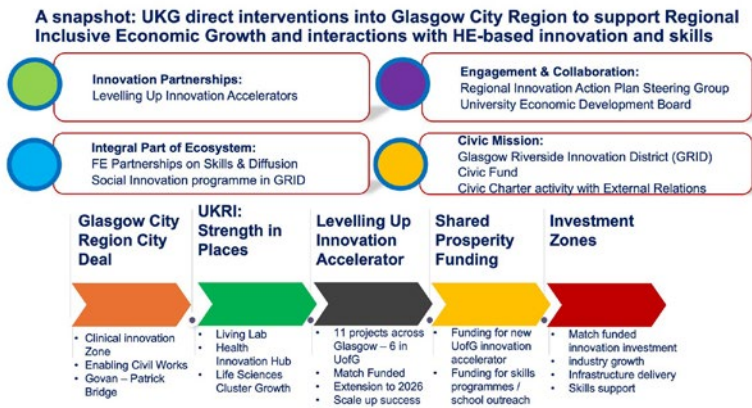 A snapshot: UKG direct interventions into Glasgow City Region to support Regional
Inclusive Economic Growth and interactions with HE-based innovation and skills
Innovation Partnerships:
Levelling Up Innovation Accelerators
Engagement & Collaboration:
Regional Innovation Action Plan Steering Group
University Economic Development Board
Integral Part of Ecosystem:
FE Partnerships on Skills & Diffusion
Social Innovation programme in GRID
Civic Mission:
Glasgow Riverside Innovation District (GRID)
Civic Fund
Civic Charter activity with External Relations
Glasgow City
Region City
Deal
UKRI:
Strength in
Places
Levelling Up
Innovation
Accelerator
Shared
Prosperity
Funding
Investment
Zones
• Clinical innovation
Zone
• Enabling Civil Works
• Govan – Patrick
Bridge
• Living Lab
• Health
Innovation Hub
• Life Sciences
Cluster Growth
• 11 projects across
Glasgow – 6 in
UofG
• Match Funded
• Extension to 2026
• Scale up success
• Funding for new
UofG innovation
accelerator
• Funding for skills
programmes /
school outreach
• Match funded
innovation investment
• industry growth
• Infrastructure delivery
• Skills support